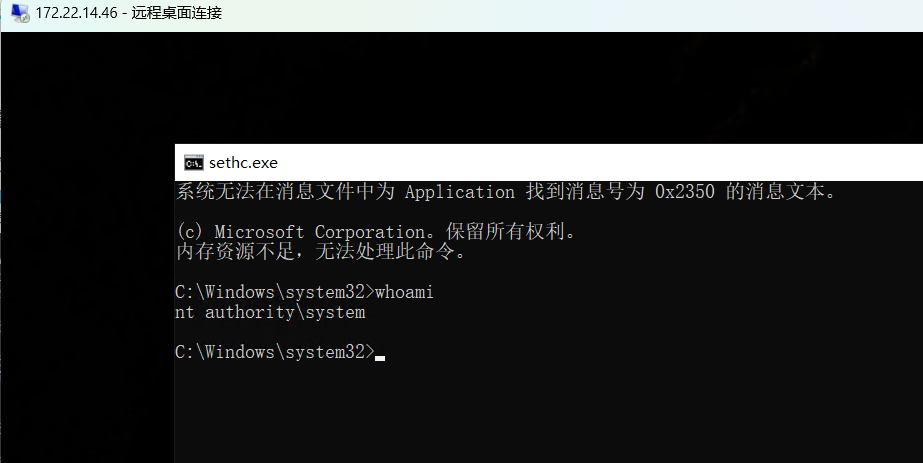 172.22.14.46 - 远程桌面连接
sethc.exe
系统无法在消息文件中为 Application 找到消息号为 0x2350 的消息文本。
(c) Microsoft Corporation。保留所有权利。
内存资源不足，无法处理此命令。
C:\Windows\system32>whoami
nt authority\system
C:\Windows\system32>